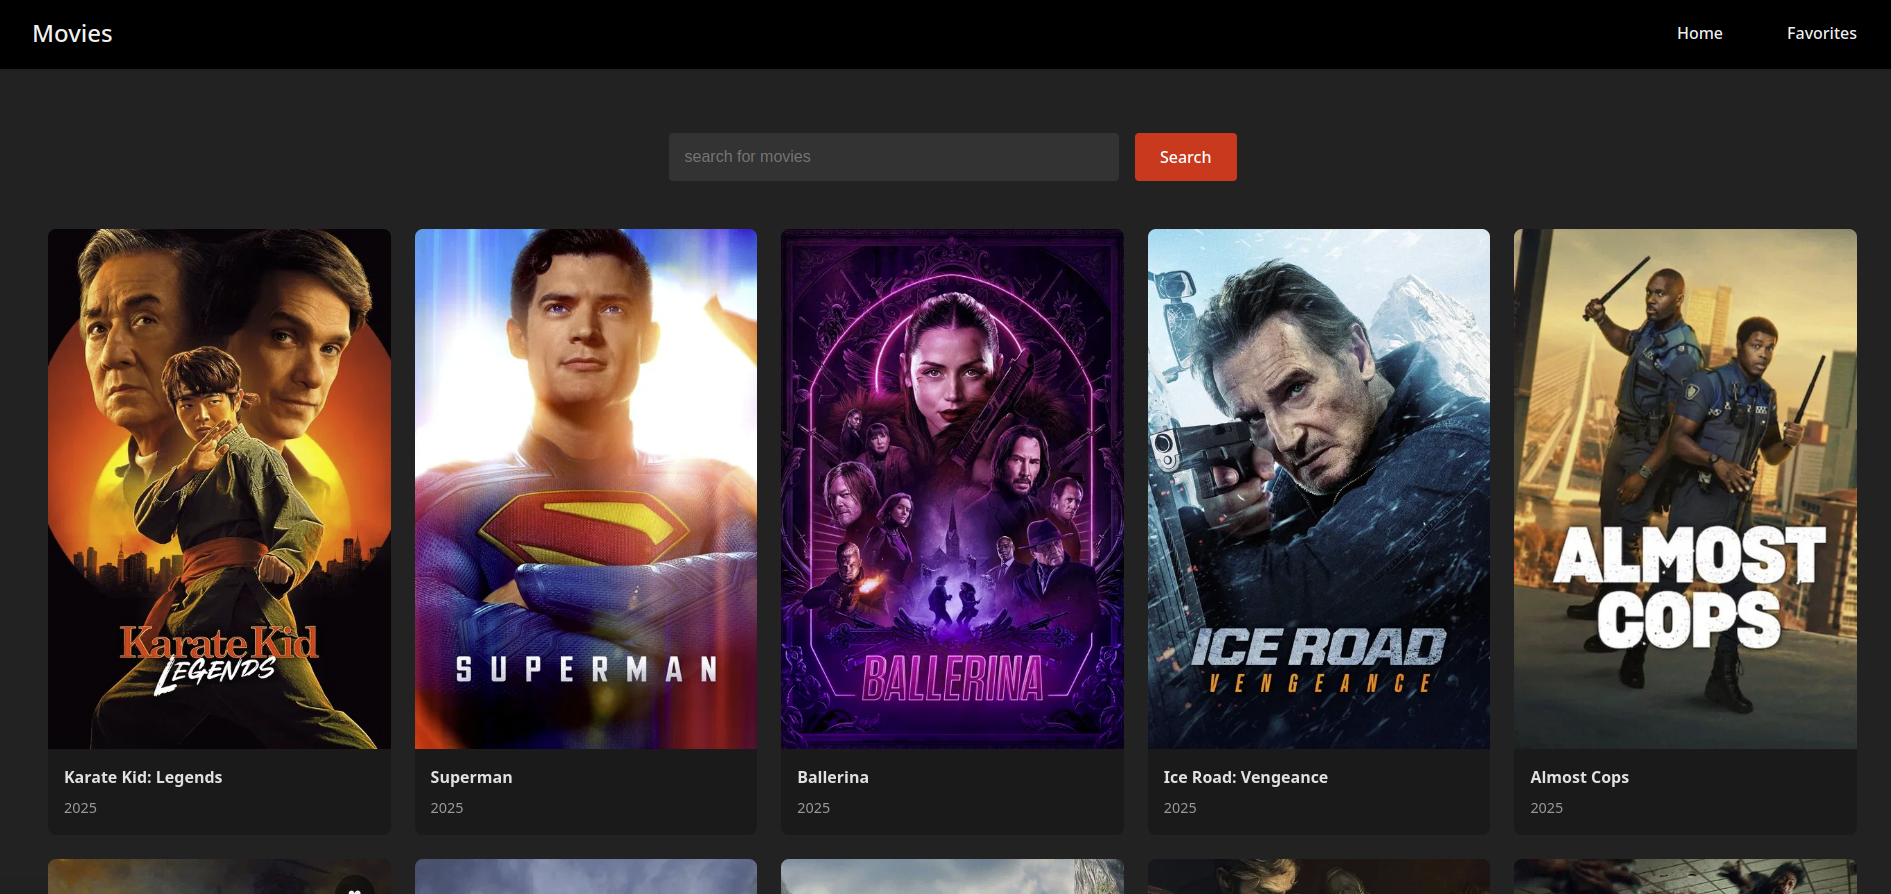 Movies
Home
Favorites
search for movies
Search
Karate Kid
LEGENDS
SUPERMAN
BALLERINA
ICE ROAD
VENGEANCE
ALMOST
COPS
Karate Kid: Legends
Superman
Ballerina
Ice Road: Vengeance
Almost Cops
2025
2025
2025
2025
2025